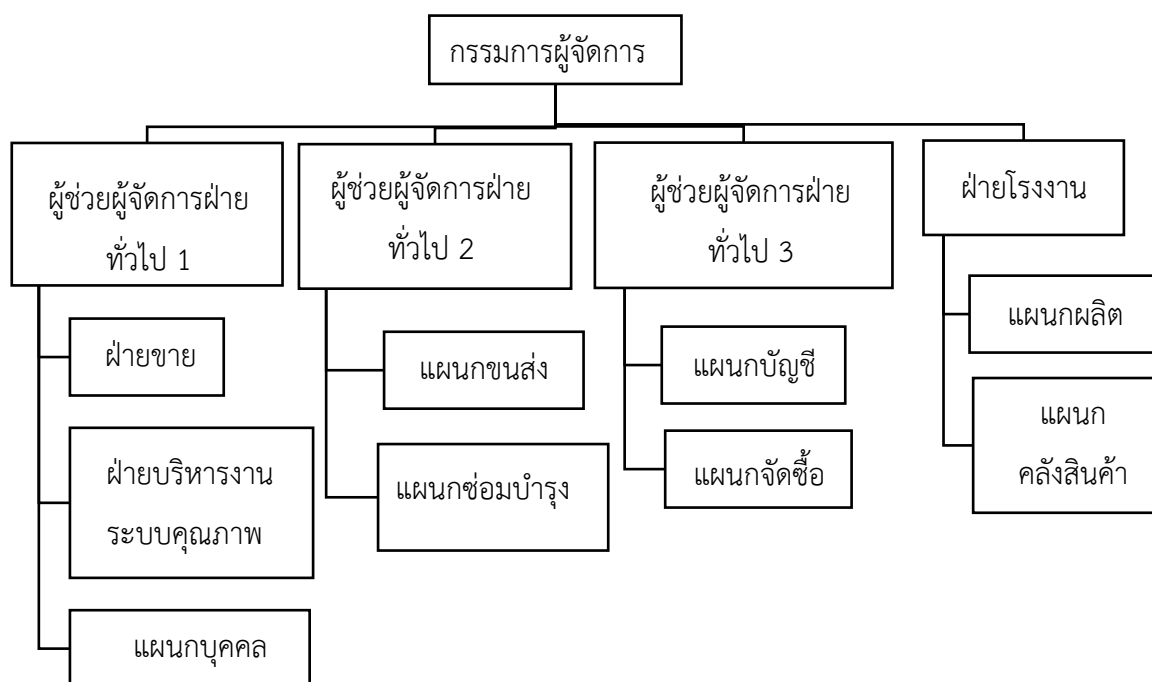 กรรมการผู้จัดการ
ผู้ช่วยผู้จัดการฝ่าย
ทั่วไป 1
ผู้ช่วยผู้จัดการฝ่าย
ทั่วไป 2
ผู้ช่วยผู้จัดการฝ่าย
ทั่วไป 3
ฝ่ายโรงงาน
ฝ่ายขาย
ฝ่ายบริหารงาน
ระบบคุณภาพ
แผนกบุคคล
แผนกขนส่ง
แผนกซ่อมบำรุง
แผนกบัญชี
แผนกจัดซื้อ
แผนกผลิต
แผนก
คลังสินค้า